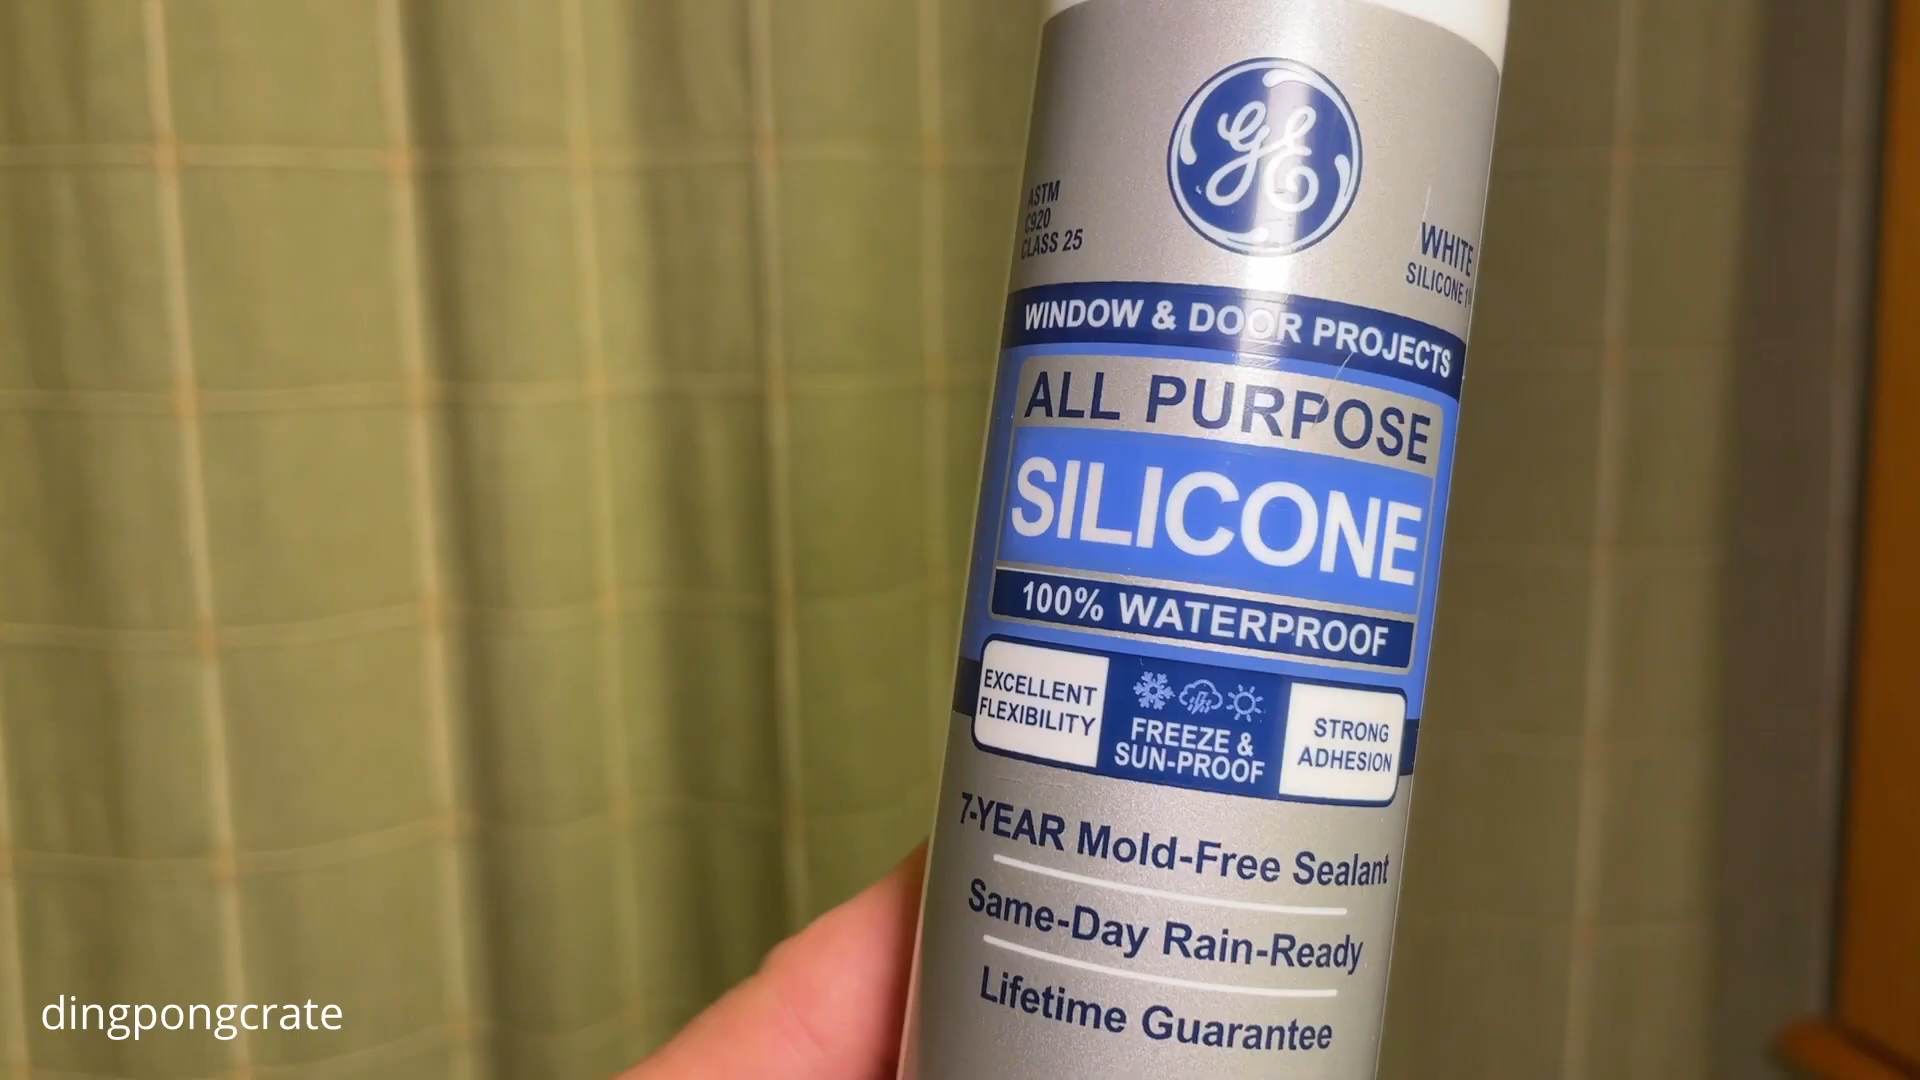 GE
ASTM
C920
CLASS 25
WHITE
SILICONE 1
WINDOW & DOOR PROJECTS
ALL PURPOSE
SILICONE
100% WATERPROOF
EXCELLENT
FLEXIBILITY
FREEZE &
SUN-PROOF
STRONG
ADHESION
7-YEAR Mold-Free Sealant
Same-Day Rain-Ready
Lifetime Guarantee
dingpongcrate